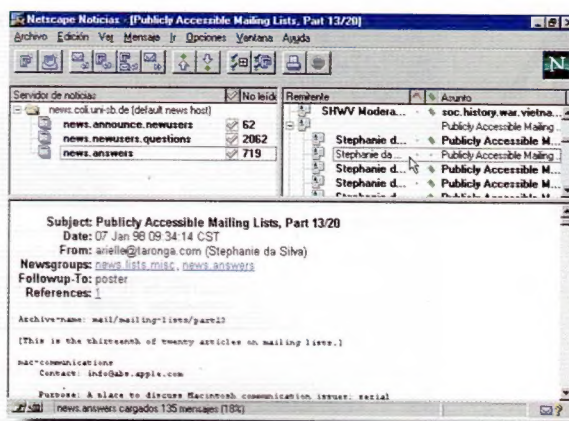 Netscape Noticias - [Publicly Accessible Mailing Lists, Part 13/20]
Archivo Edición Ver Mensaje Ir Opciones Ventana Ayuda
N
Servidor de noticias No leíd
news.coli.uni-sb.de (default news host)
news.announce.newusers 62
news.newusers.questions 2062
news.answers 719
Remitente Asunto
SHWV Modera... soc.history.war.vietna...
Publicly Accessible Mailing
Stephanie d... Publicly Accessible M...
Stephanie da ... Publicly Accessible Mailing
Stephanie d... Publicly Accessible M...
Stephanie d... Publicly Accessible M...
Stephanie d... Publicly Accessible M...
Subject: Publicly Accessible Mailing Lists, Part 13/20
Date: 07 Jan 98 09:34:14 CST
From: arielle@taronga.com (Stephanie da Silva)
Newsgroups: news.lists.misc, news.answers
Followup-To: poster
References: 1
Archive-name: mail/mailing-lists/part13
[This is the thirteenth of twenty articles on mailing lists.]
mac-communications
Contact: info@abs.apple.com
Purpose: A place to discuss Macintosh communication issues: serial
news.answers cargados 135 mensajes (18%)